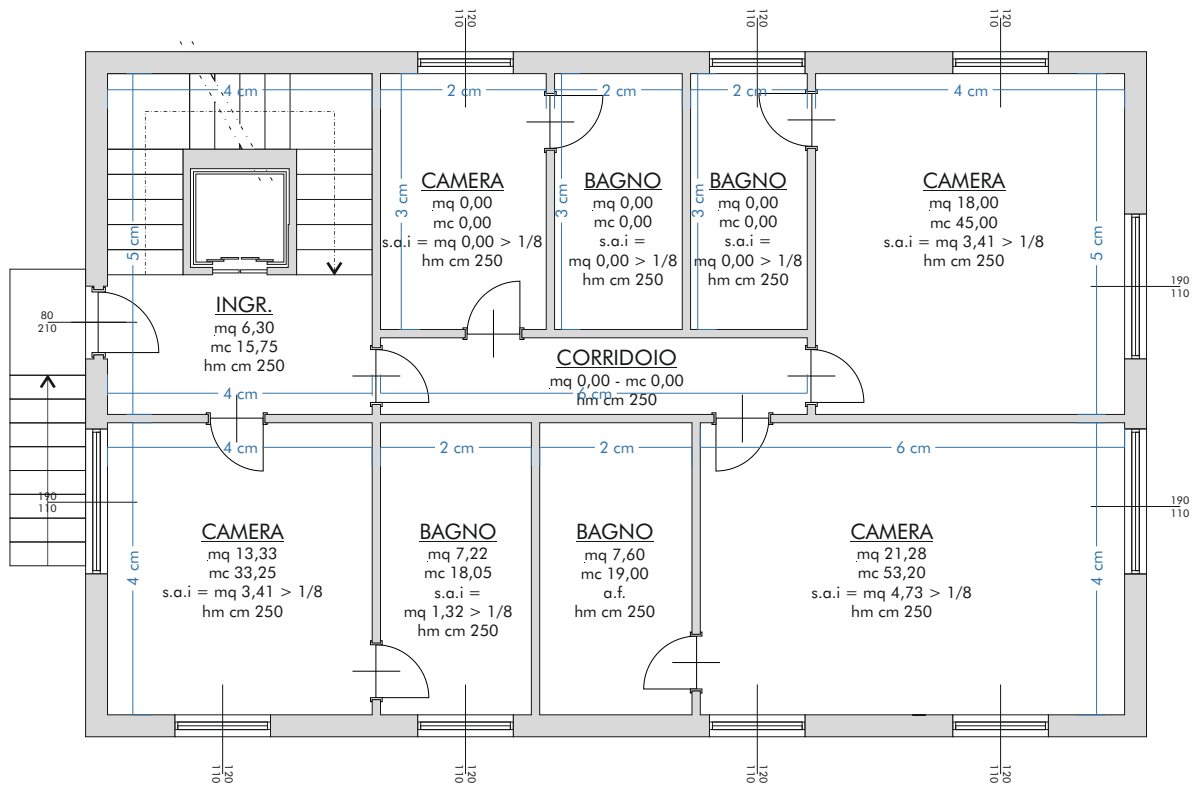 120
110
120
110
120
110
4 cm
2 cm
2 cm
2 cm
4 cm
CAMERA
mq 0,00
mc 0,00
s.a.i = mq 0,00 > 1/8
hm cm 250
3 cm
BAGNO
mq 0,00
mc 0,00
s.a.i =
mq 0,00 > 1/8
hm cm 250
3 cm
BAGNO
mq 0,00
mc 0,00
s.a.i =
mq 0,00 > 1/8
hm cm 250
3 cm
CAMERA
mq 18,00
mc 45,00
s.a.i = mq 3,41 > 1/8
hm cm 250
5 cm
5 cm
190
110
80
210
INGR.
mq 6,30
mc 15,75
hm cm 250
4 cm
CORRIDOIO
mq 0,00 - mc 0,00
6 cm
hm cm 250
4 cm
2 cm
2 cm
6 cm
190
110
190
110
CAMERA
mq 13,33
mc 33,25
s.a.i = mq 3,41 > 1/8
hm cm 250
4 cm
BAGNO
mq 7,22
mc 18,05
s.a.i =
mq 1,32 > 1/8
hm cm 250
BAGNO
mq 7,60
mc 19,00
a.f.
hm cm 250
CAMERA
mq 21,28
mc 53,20
s.a.i = mq 4,73 > 1/8
hm cm 250
4 cm
120
110
120
110
120
110
120
110